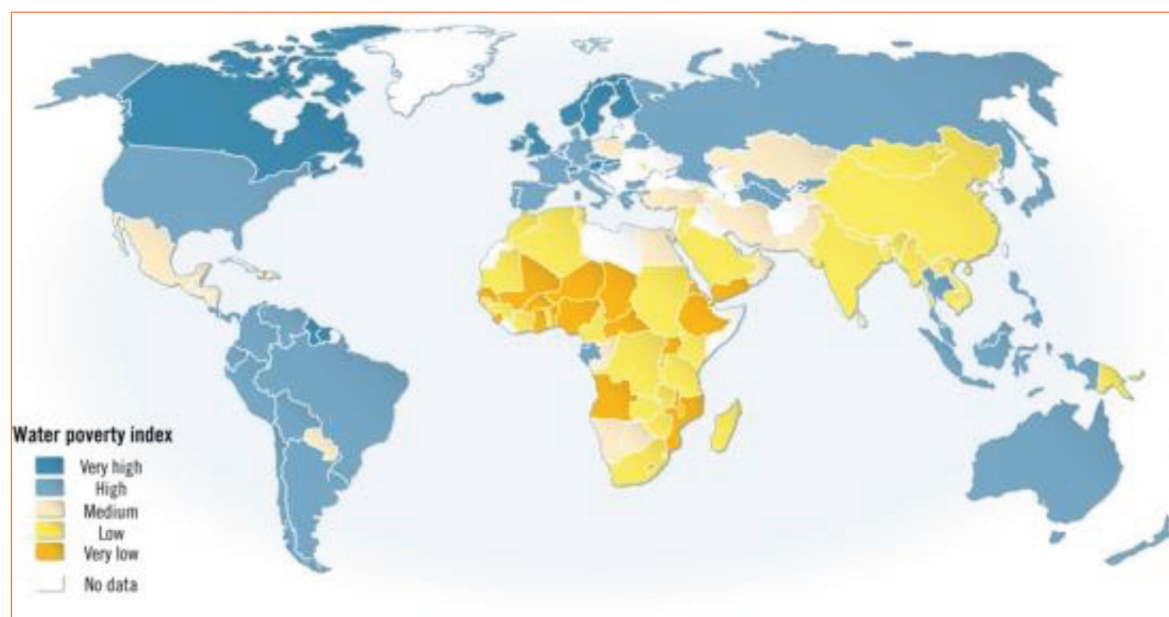 Water poverty index
Very high
High
Medium
Low
Very low
No data